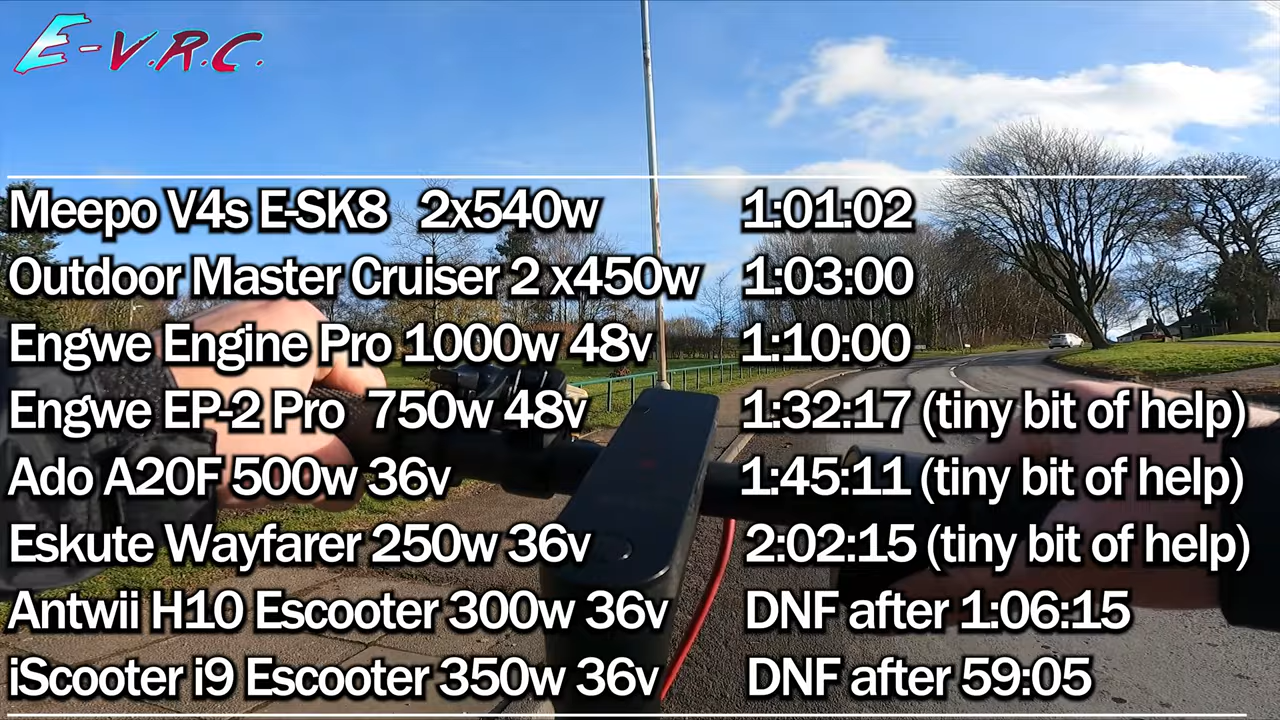 E-V.R.C.
Meepo V4s E-SK8 2x540w 1:01:02
Outdoor Master Cruiser 2 x450w 1:03:00
Engwe Engine Pro 1000w 48v 1:10:00
Engwe EP-2 Pro 750w 48v 1:32:17 (tiny bit of help)
Ado A20F 500w 36v 1:45:11 (tiny bit of help)
Eskute Wayfarer 250w 36v 2:02:15 (tiny bit of help)
Antwii H10 Escooter 300w 36v DNF after 1:06:15
iScooter i9 Escooter 350w 36v DNF after 59:05